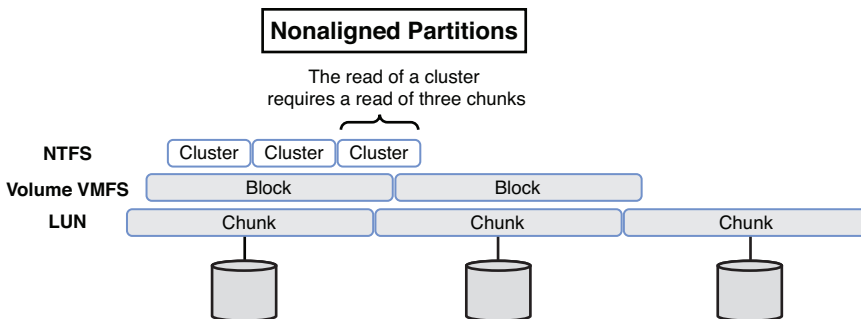 Nonaligned Partitions
The read of a cluster
requires a read of three chunks
NTFS Cluster Cluster Cluster
Volume VMFS Block Block
LUN Chunk Chunk Chunk